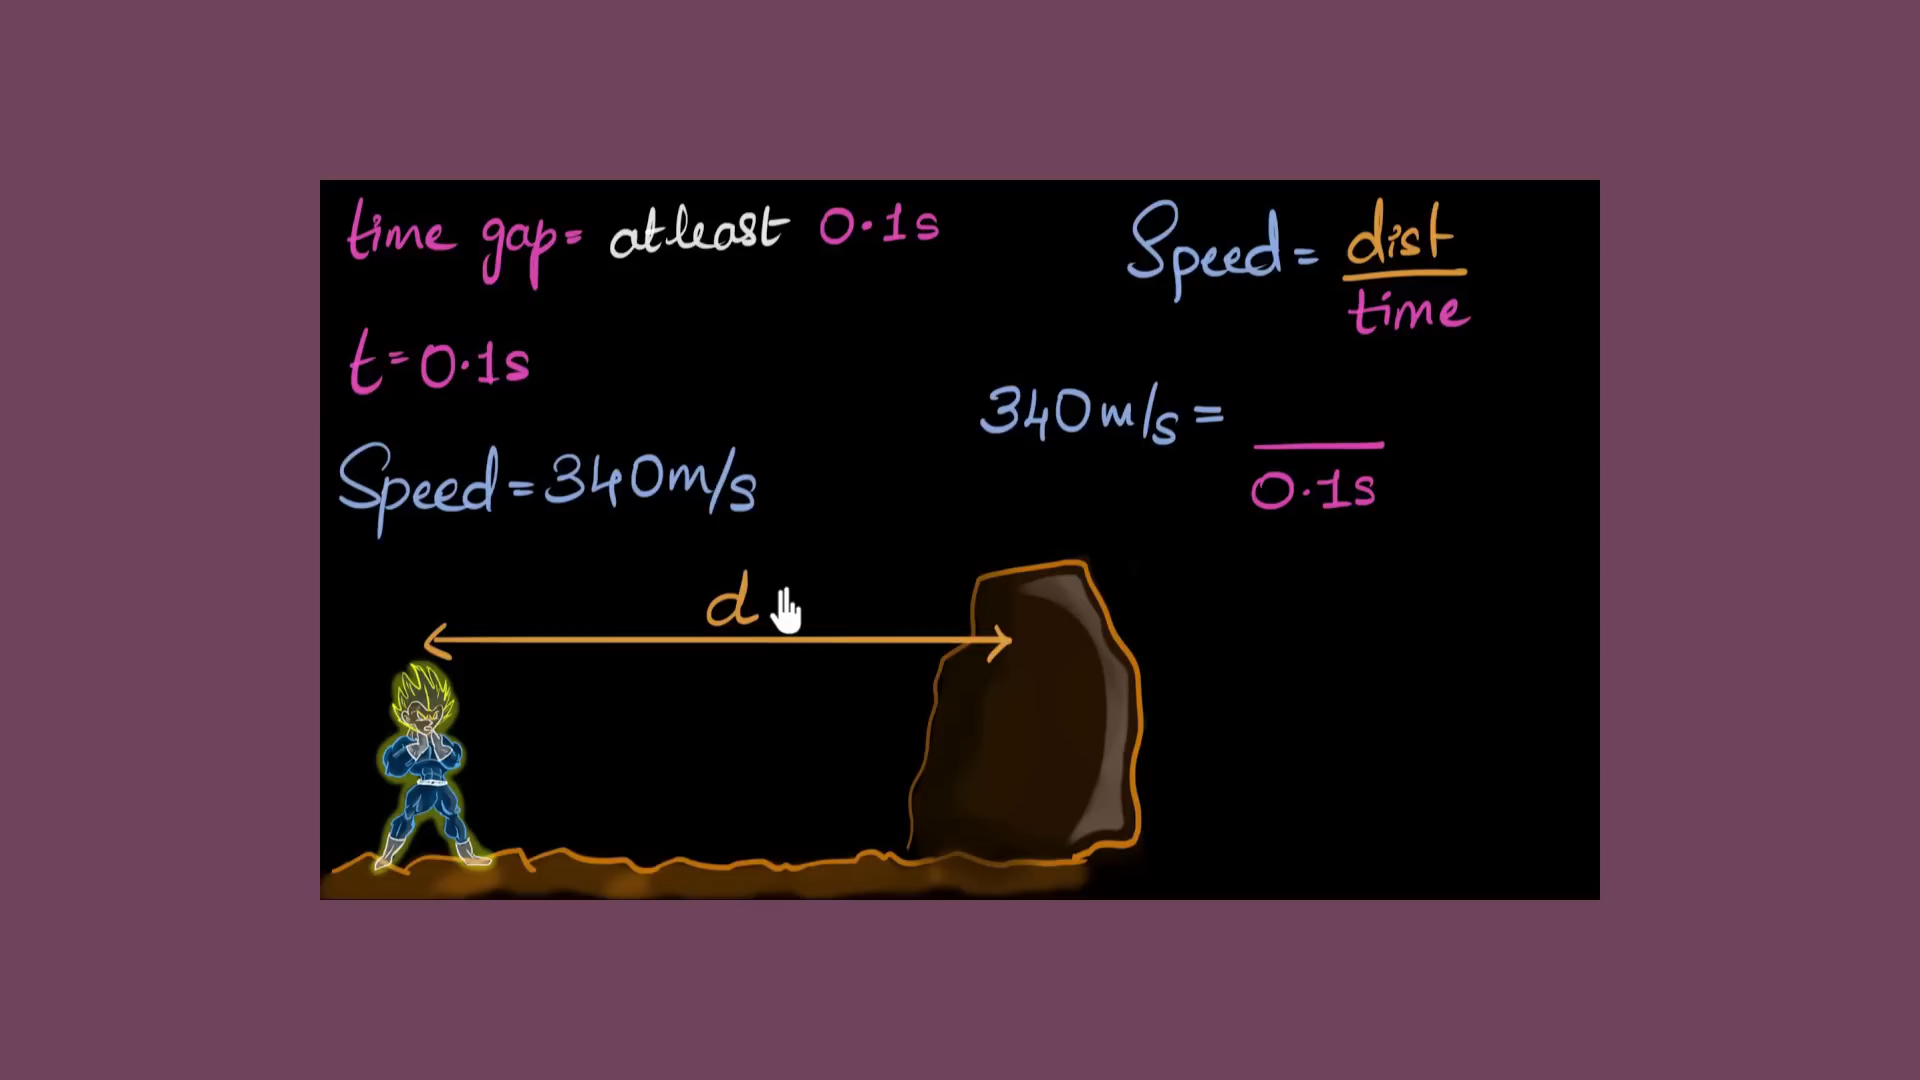 time gap= atleast 0.1s
Speed = dist
time
t=0.1s
340m/s =
0.1s
Speed=340m/s
d